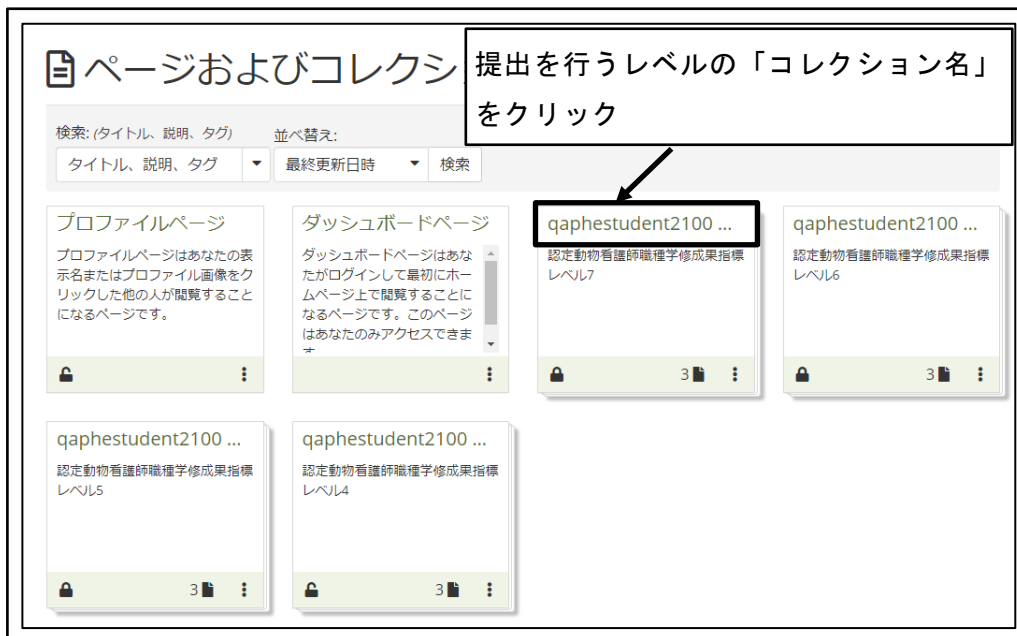 ページおよびコレクシ
提出を行うレベルの「コレクション名」
をクリック
検索: (タイトル、説明、タグ)
並べ替え:
タイトル、説明、タグ
最終更新日時
検索
プロファイルページ
プロファイルページはあなたの表
示名またはプロファイル画像をク
リックした他の人が閲覧すること
になるページです。
ダッシュボードページ
ダッシュボードページはあな
たがログインして最初にホー
ムページ上で閲覧することに
なるページです。このページ
はあなたのみアクセスできま
す
qaphestudent2100 ...
認定動物看護師職種学修成果指標
レベル7
3
qaphestudent2100 ...
認定動物看護師職種学修成果指標
レベル6
3
qaphestudent2100 ...
認定動物看護師職種学修成果指標
レベル5
3
qaphestudent2100 ...
認定動物看護師職種学修成果指標
レベル4
3